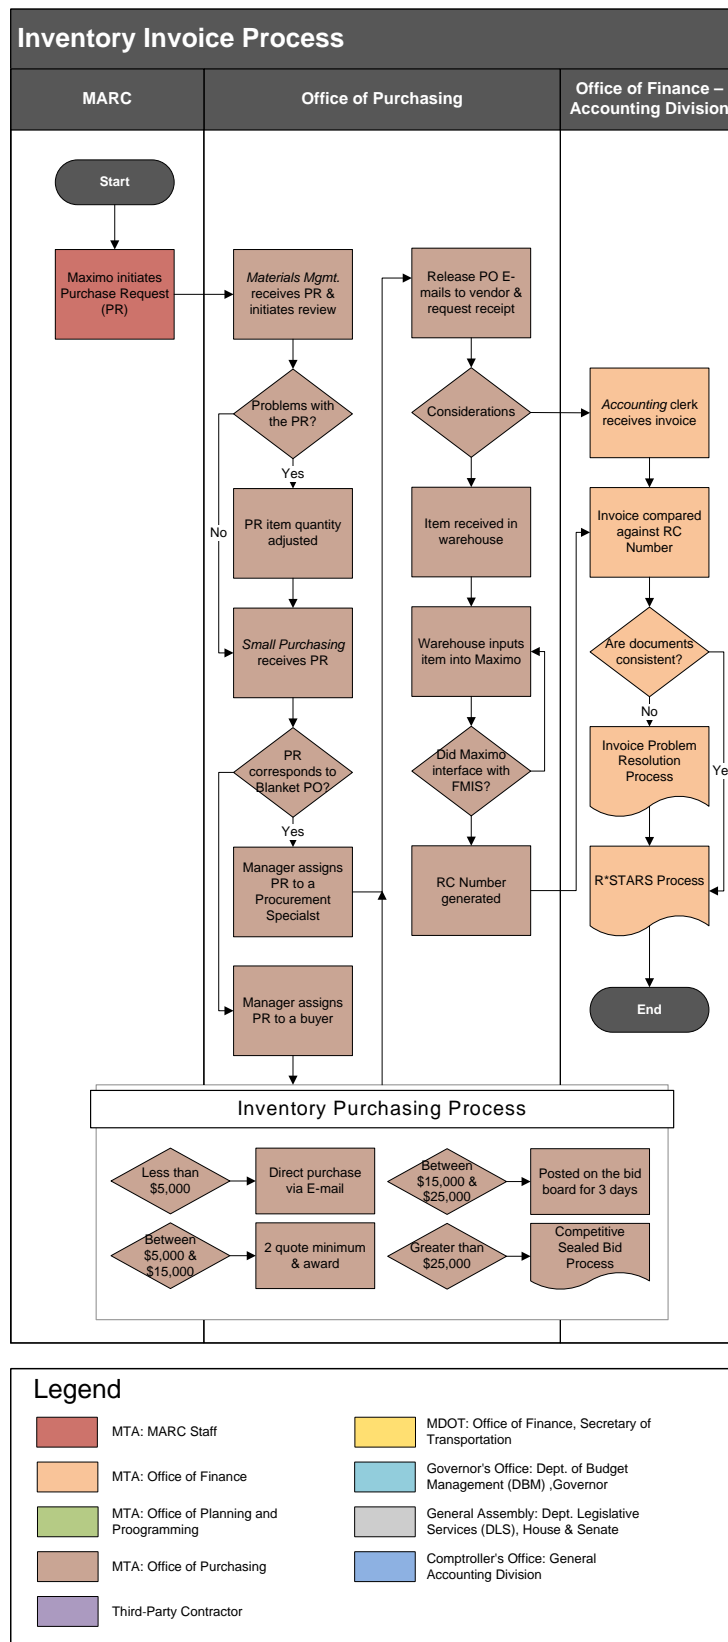 Inventory Invoice Process
MARC
Office of Purchasing
Office of Finance –
Accounting Division
Start
Maximo initiates
Purchase Request
(PR)
Materials Mgmt.
receives PR &
initiates review
Problems with
the PR?
Yes
No
PR item quantity
adjusted
Small Purchasing
receives PR
PR
corresponds to
Blanket PO?
Yes
Manager assigns
PR to a
Procurement
Specialst
Manager assigns
PR to a buyer
Release PO E-
mails to vendor &
request receipt
Considerations
Item received in
warehouse
Warehouse inputs
item into Maximo
Did Maximo
interface with
FMIS?
RC Number
generated
Accounting clerk
receives invoice
Invoice compared
against RC
Number
Are documents
consistent?
No
Yes
Invoice Problem
Resolution
Process
R*STARS Process
End
Inventory Purchasing Process
Less than
$5,000
Direct purchase
via E-mail
Between
$15,000 &
$25,000
Posted on the bid
board for 3 days
Between
$5,000 &
$15,000
2 quote minimum
& award
Greater than
$25,000
Competitive
Sealed Bid
Process
Legend
MTA: MARC Staff
MTA: Office of Finance
MTA: Office of Planning and
Proogramming
MTA: Office of Purchasing
Third-Party Contractor
MDOT: Office of Finance, Secretary of
Transportation
Governor's Office: Dept. of Budget
Management (DBM) ,Governor
General Assembly: Dept. Legislative
Services (DLS), House & Senate
Comptroller's Office: General
Accounting Division